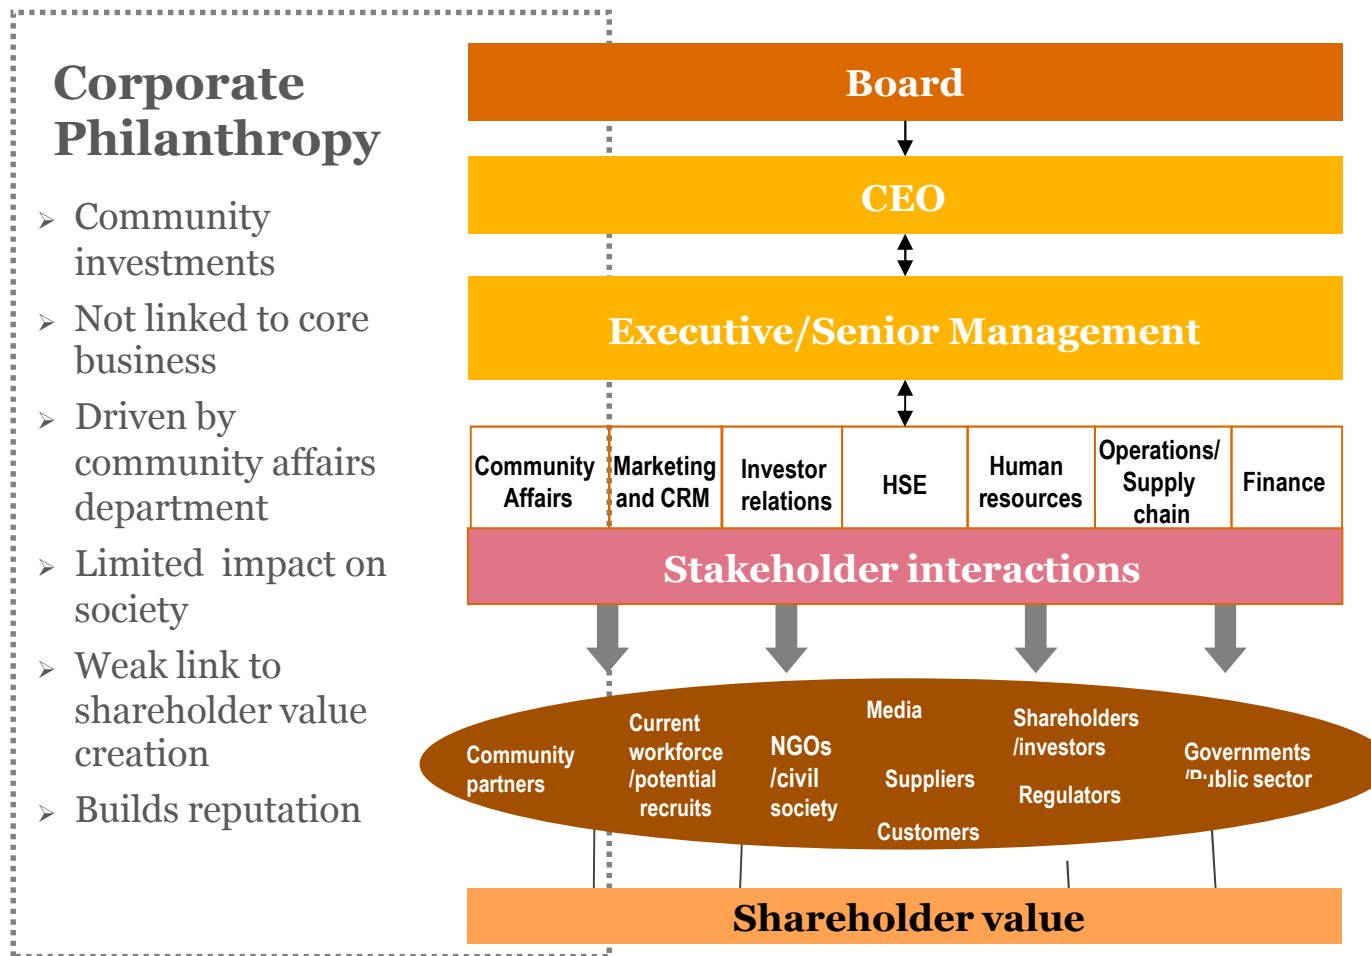 Corporate
Philanthropy
➢ Community
investments
➢ Not linked to core
business
➢ Driven by
community affairs
department
➢ Limited impact on
society
➢ Weak link to
shareholder value
creation
➢ Builds reputation
Board
CEO
Executive/Senior Management
Community
Affairs
Marketing
and CRM
Investor
relations
HSE
Human
resources
Operations/
Supply
chain
Finance
Stakeholder interactions
Community
partners
Current
workforce
/potential
recruits
NGOs
/civil
society
Media
Suppliers
Customers
Shareholders
/investors
Regulators
Governments
/Public sector
Shareholder value